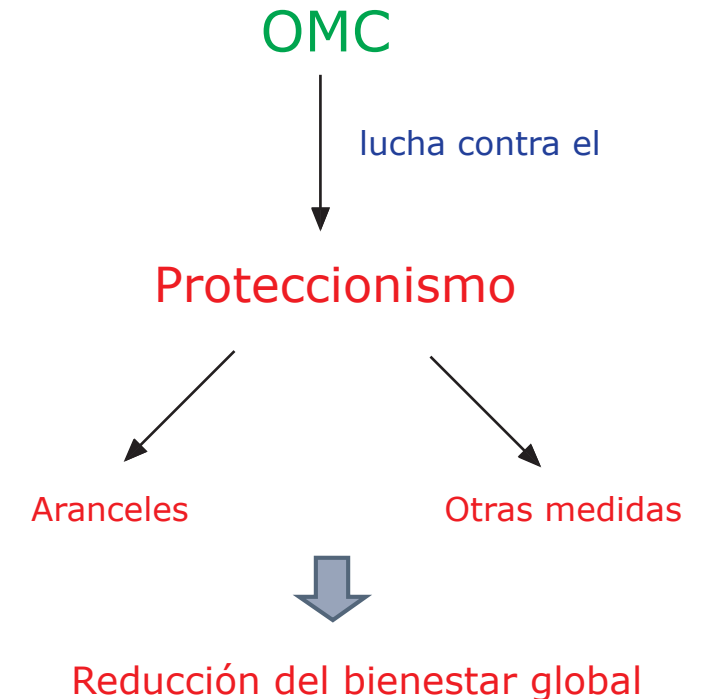 OMC
lucha contra el
Proteccionismo
Aranceles
Otras medidas
Reducción del bienestar global